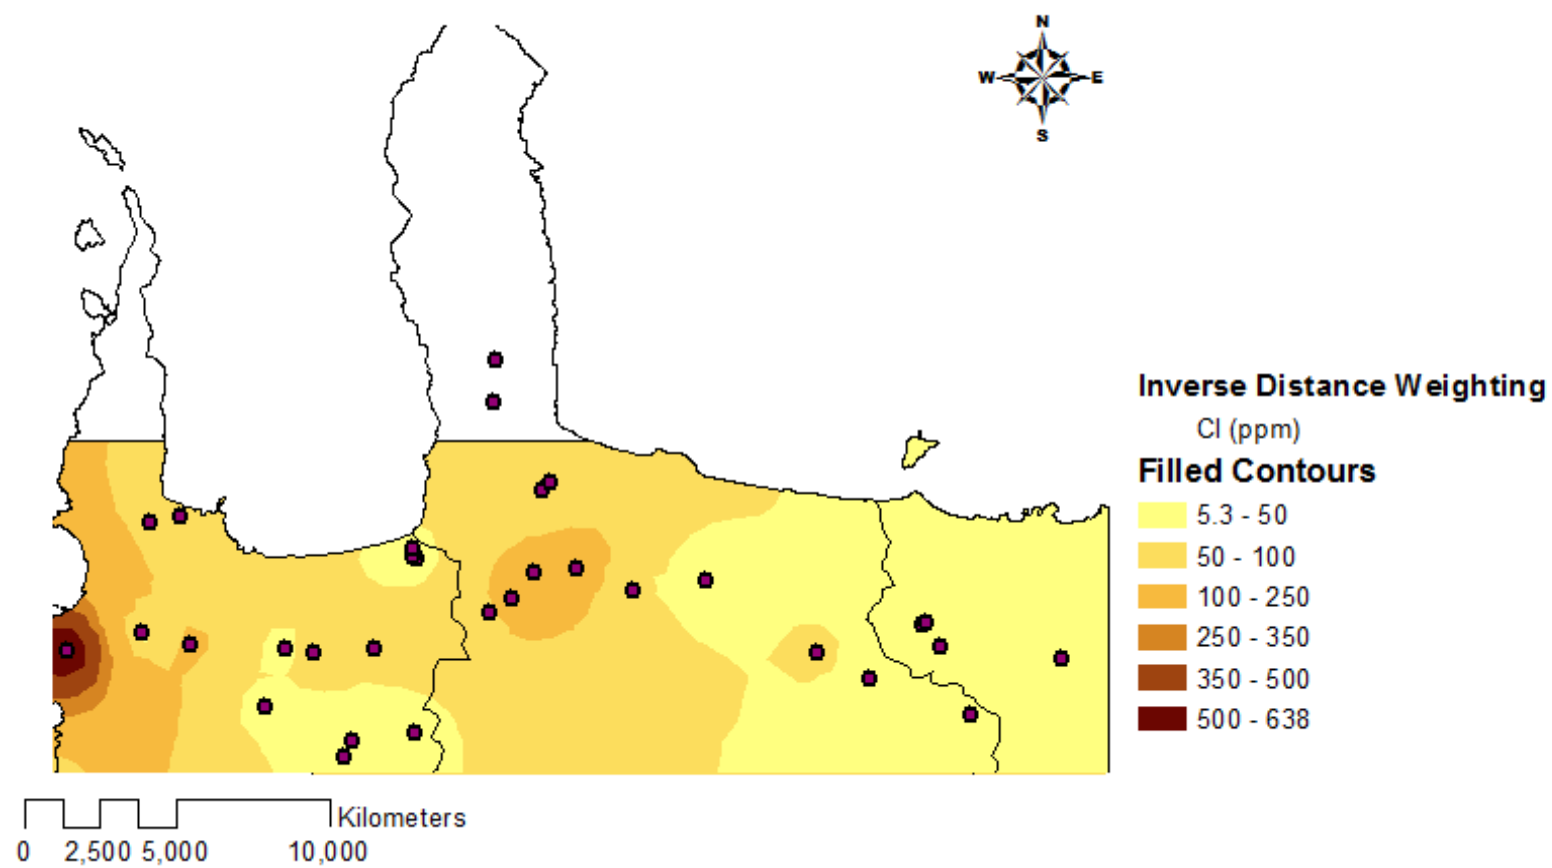 N
W E
S
Inverse Distance Weighting
Cl (ppm)
Filled Contours
5.3 - 50
50 - 100
100 - 250
250 - 350
350 - 500
500 - 638
Kilometers
0 2,500 5,000 10,000